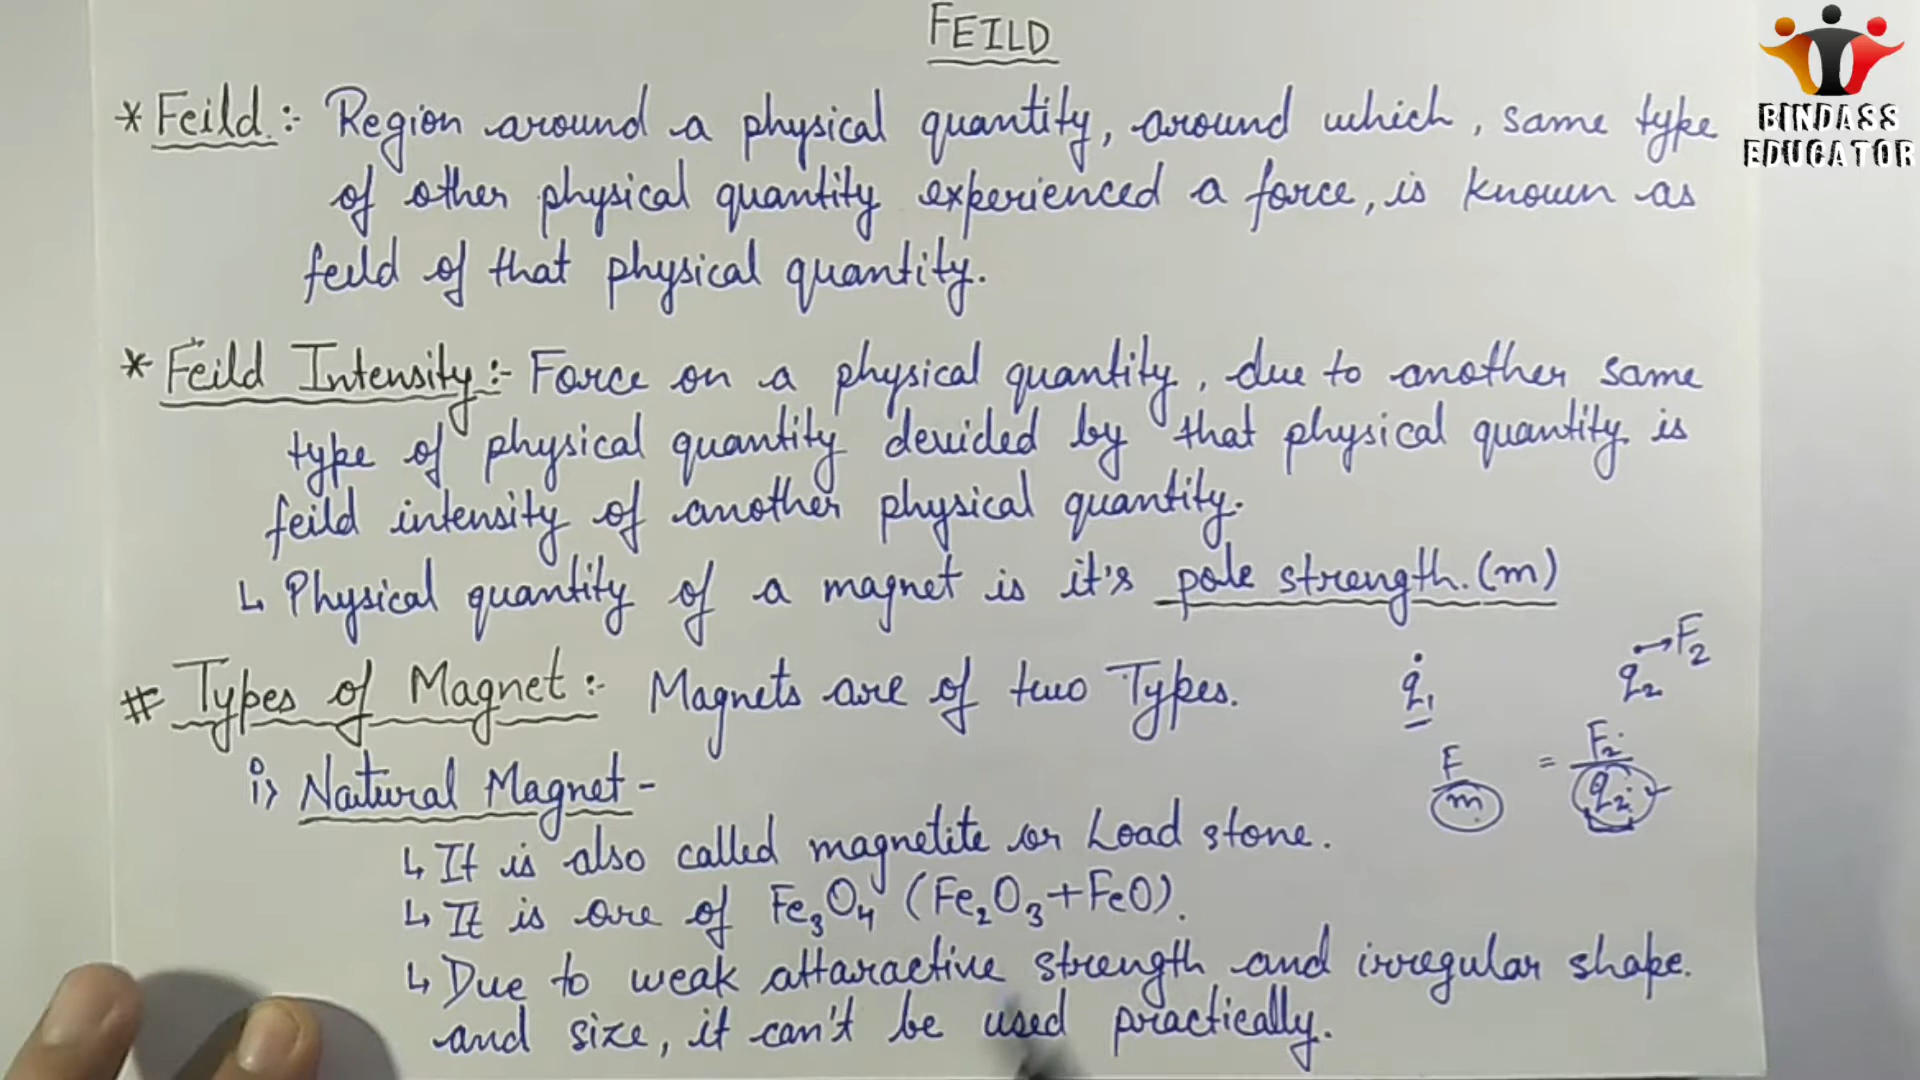 FEILD
BINDASS
EDUCATOR
* Feild :- Region around a physical quantity, around which, same type
of other physical quantity experienced a force, is known as
feild of that physical quantity.
* Feild Intensity :- Force on a physical quantity, due to another same
type of physical quantity devided by that physical quantity is
feild intensity of another physical quantity.
↳ Physical quantity of a magnet is it's pole strength. (m)
# Types of Magnet :- Magnets are of two Types.
q₁
q₂ → F₂
F/m = F₂/q₂
i> Natural Magnet -
↳ It is also called magnetite or Load stone.
↳ It is ore of Fe₃O₄ (Fe₂O₃+FeO).
↳ Due to weak attaractive strength and irregular shape.
and size, it can't be used practically.